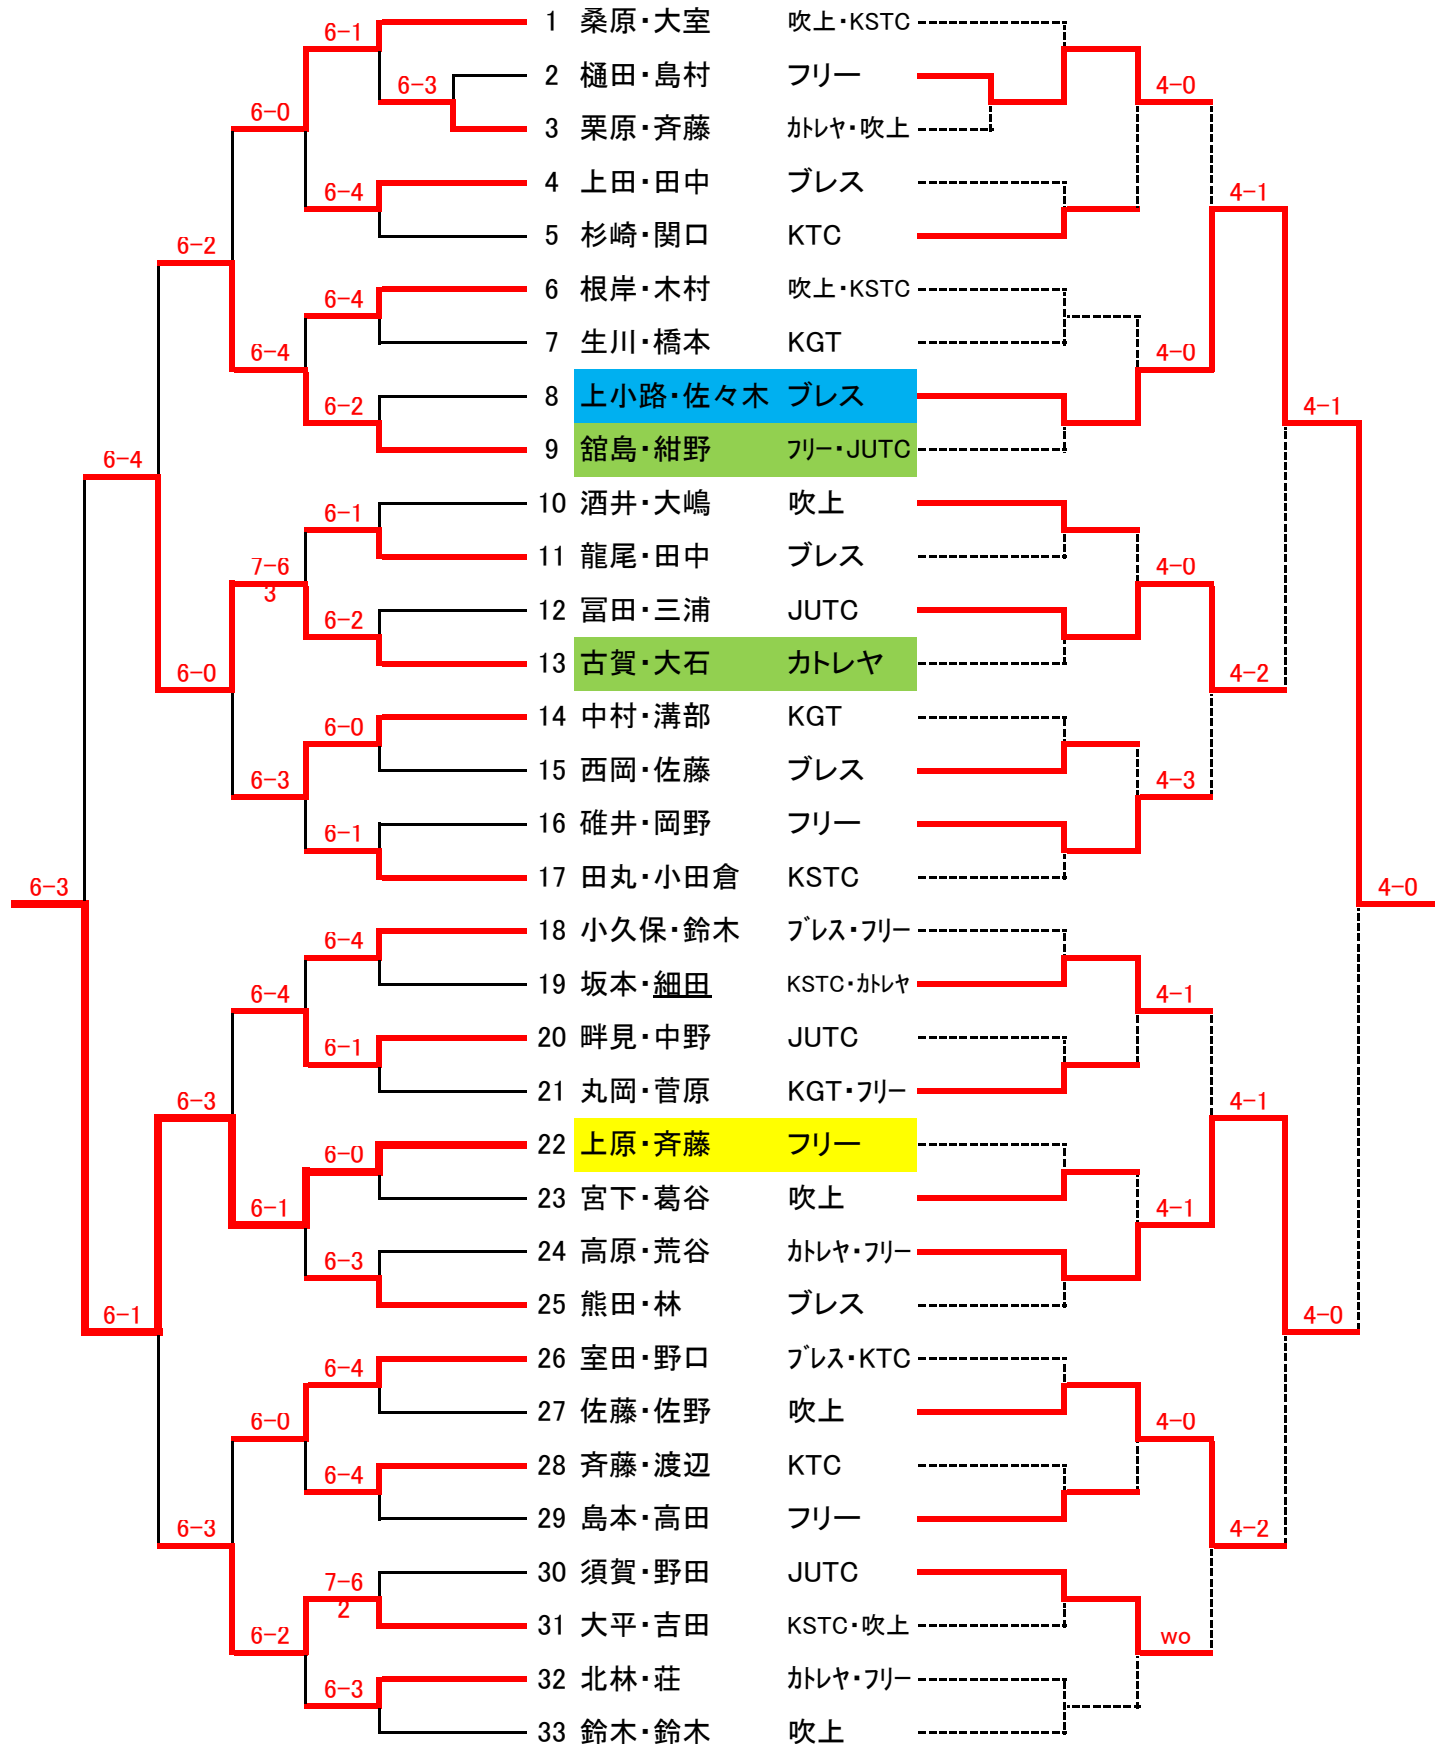 1 桑原・大室 吹上・KSTC
6-1
2 樋田・島村 フリー
6-3 4-0
6-0
3 栗原・斉藤 カトレヤ・吹上
4 上田・田中 ブレス
6-4 4-1
5 杉崎・関口 KTC
6-2
6 根岸・木村 吹上・KSTC
6-4
7 生川・橋本 KGT
6-4 4-0
8 上小路・佐々木 ブレス
6-2 4-1
9 舘島・紺野 フリー・JUTC
6-4
10 酒井・大嶋 吹上
6-1
11 龍尾・田中 ブレス
7-6 4-0
3
12 冨田・三浦 JUTC
6-2
13 古賀・大石 カトレヤ
6-0 4-2
14 中村・溝部 KGT
6-0
15 西岡・佐藤 ブレス
6-3 4-3
16 碓井・岡野 フリー
6-1
17 田丸・小田倉 KSTC
6-3 4-0
18 小久保・鈴木 ブレス・フリー
6-4
19 坂本・細田 KSTC・カトレヤ
6-4 4-1
20 畔見・中野 JUTC
6-1
21 丸岡・菅原 KGT・フリー
6-3 4-1
22 上原・斉藤 フリー
6-0
23 宮下・葛谷 吹上
6-1 4-1
24 高原・荒谷 カトレヤ・フリー
6-3
25 熊田・林 ブレス
6-1 4-0
26 室田・野口 ブレス・KTC
6-4
27 佐藤・佐野 吹上
6-0 4-0
28 斉藤・渡辺 KTC
6-4
29 島本・高田 フリー
6-3 4-2
30 須賀・野田 JUTC
7-6
2
31 大平・吉田 KSTC・吹上
6-2 wo
32 北林・荘 カトレヤ・フリー
6-3
33 鈴木・鈴木 吹上